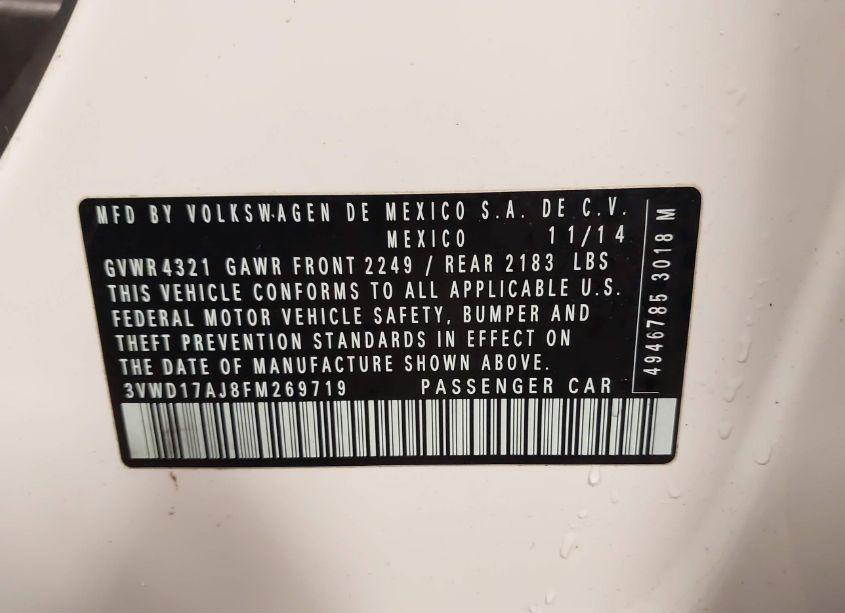 MFD BY VOLKSWAGEN DE MEXICO S.A. DE C.V.
MEXICO 11/14
GVWR 4321 GAWR FRONT 2249 / REAR 2183 LBS
THIS VEHICLE CONFORMS TO ALL APPLICABLE U.S.
FEDERAL MOTOR VEHICLE SAFETY, BUMPER AND
THEFT PREVENTION STANDARDS IN EFFECT ON
THE DATE OF MANUFACTURE SHOWN ABOVE.
3VWD17AJ8FM269719 PASSENGER CAR
4946785 3018 M